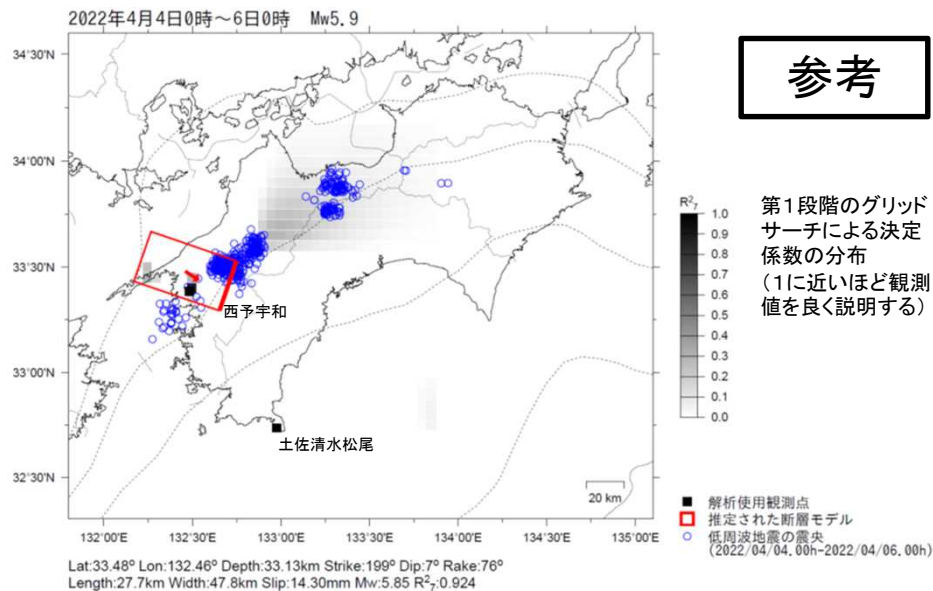 2022年4月4日0時～6日0時 Mw5.9
参考
34°30'N
34°00'N
33°30'N
33°00'N
32°30'N
132°00'E 132°30'E 133°00'E 133°30'E 134°00'E 134°30'E 135°00'E
西予宇和
土佐清水松尾
20 km
R²₇
1.0
0.9
0.8
0.7
0.6
0.5
0.4
0.3
0.2
0.1
0.0
第１段階のグリッド
サーチによる決定
係数の分布
（１に近いほど観測
値を良く説明する）
解析使用観測点
推定された断層モデル
低周波地震の震央
(2022/04/04.00h-2022/04/06.00h)
Lat:33.48º Lon:132.46º Depth:33.13km Strike:199º Dip:7º Rake:76º
Length:27.7km Width:47.8km Slip:14.30mm Mw:5.85 R²₇:0.924